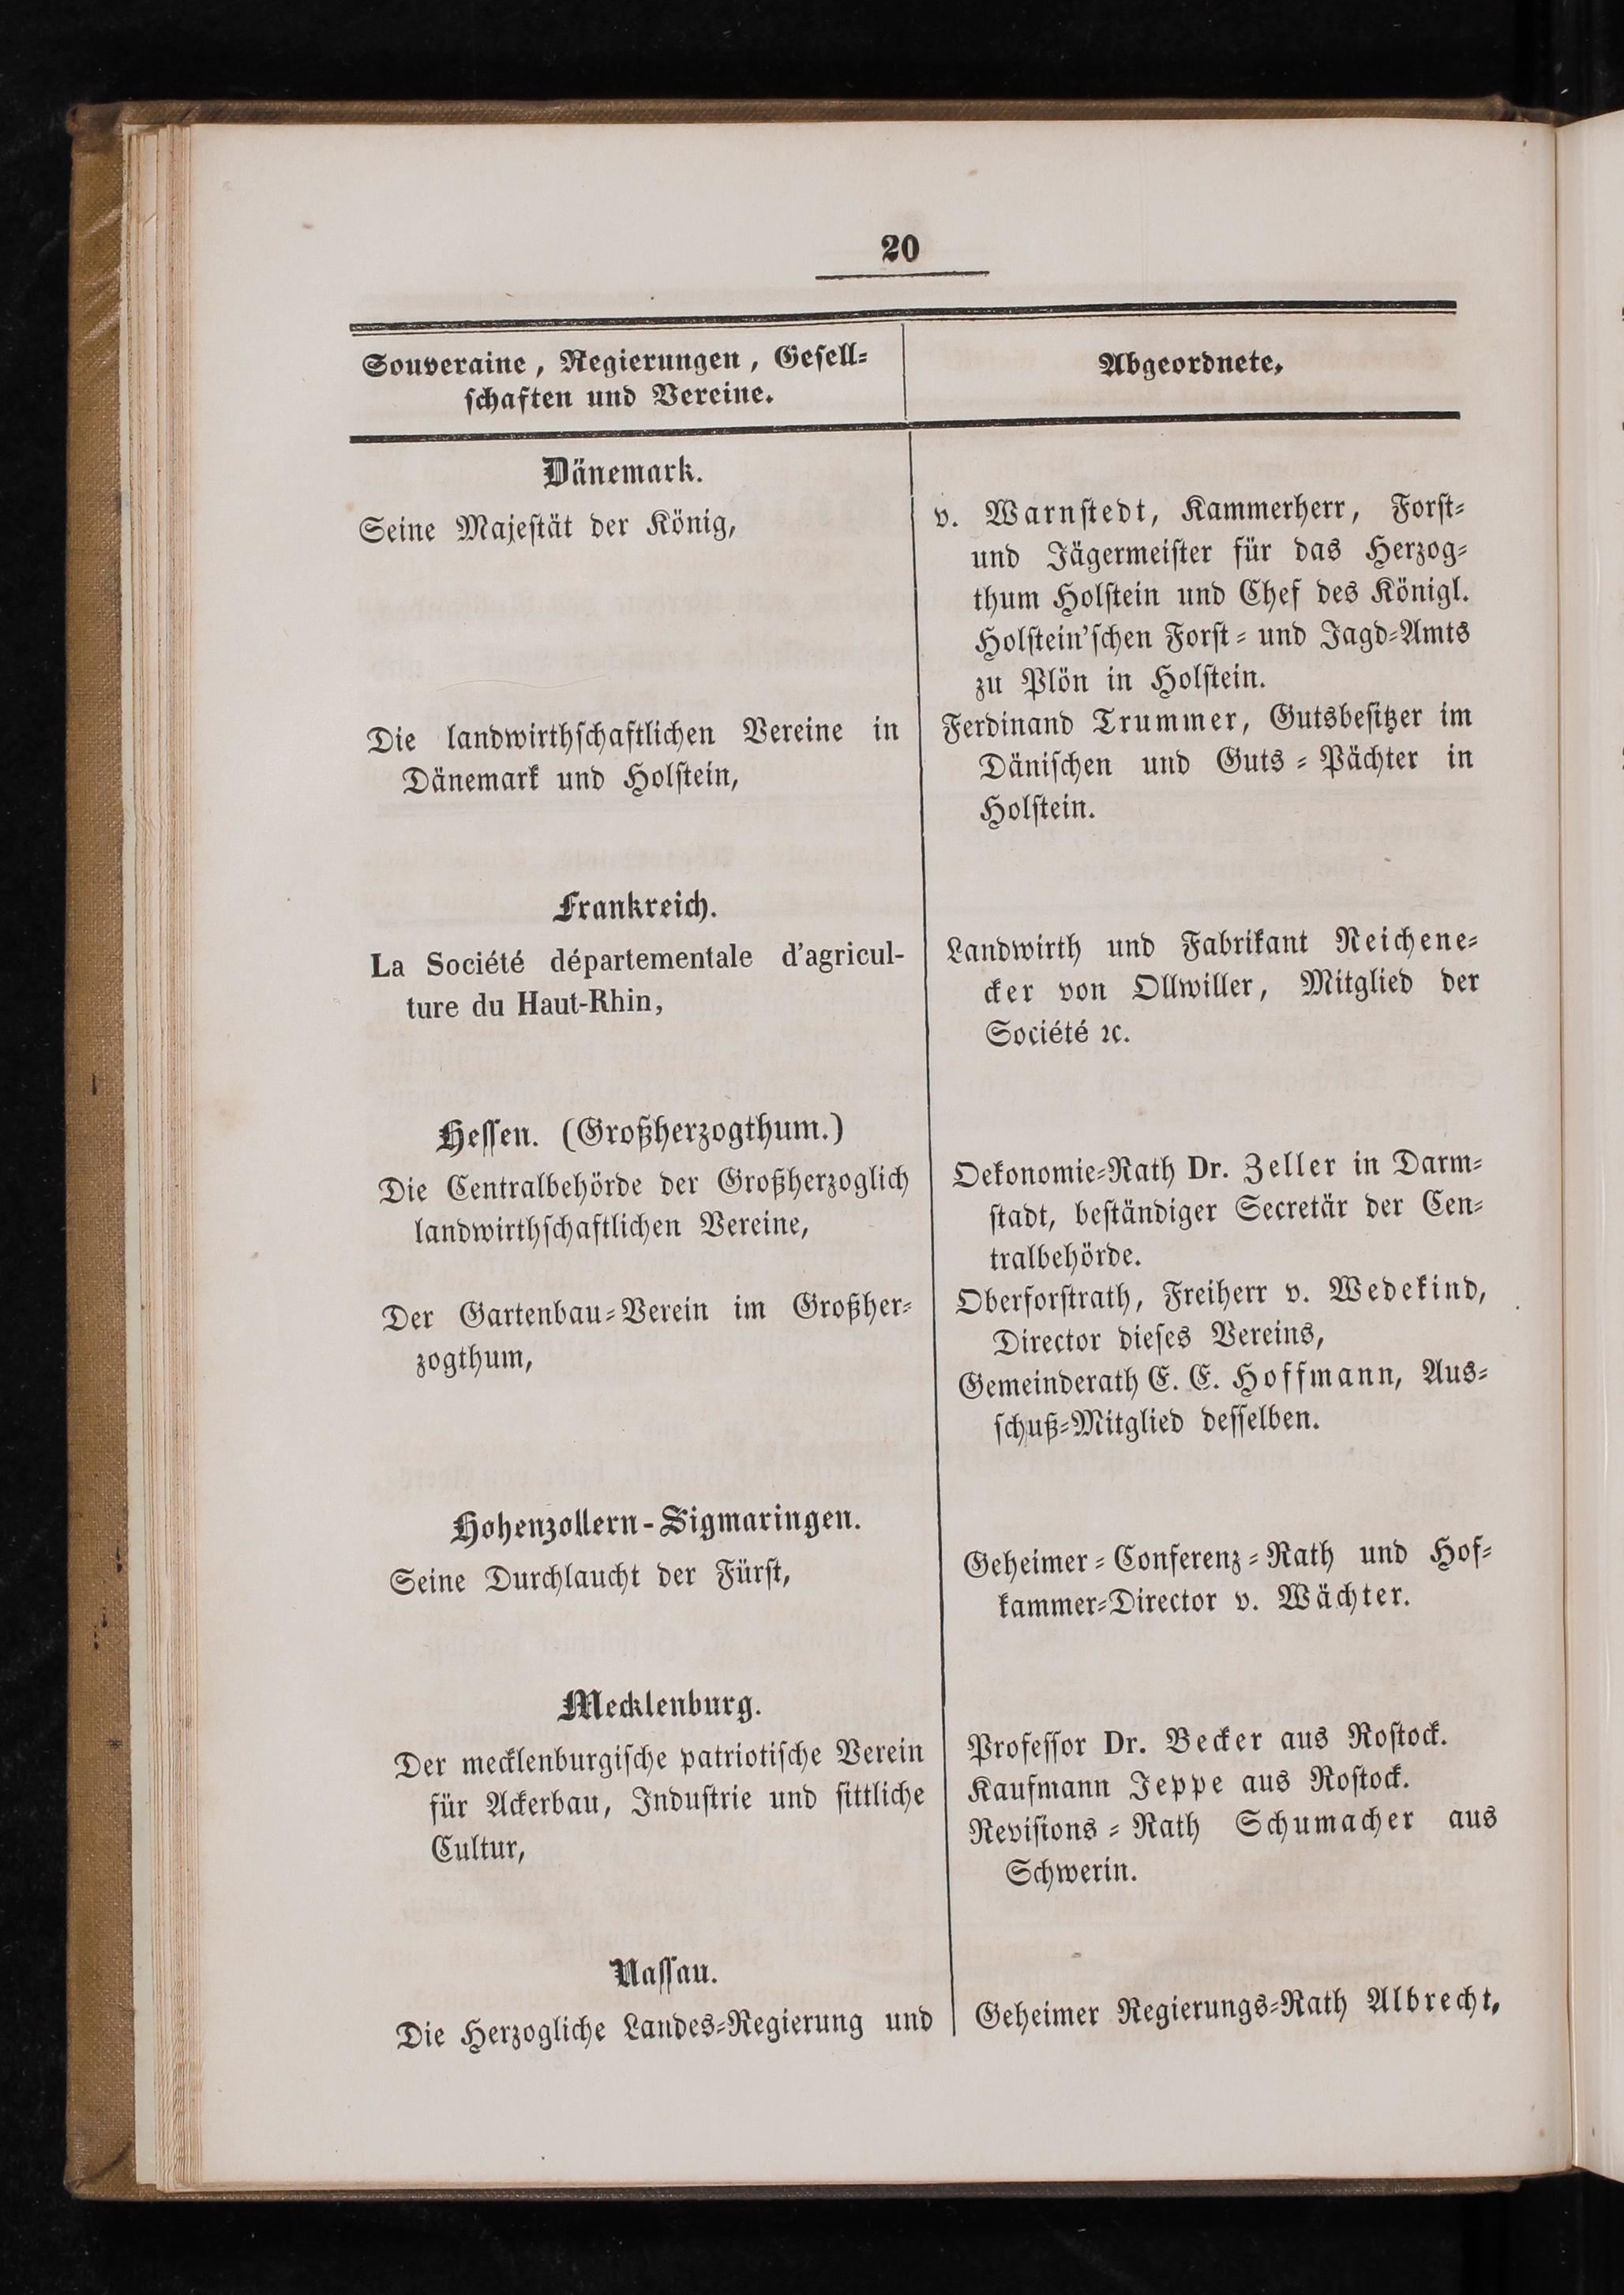 20
Souveraine, Regierungen, Gesell-
schaften und Vereine.
Abgeordnete,
Dänemark.
Seine Majestät der König,
v. Warnstedt, Kammerherr, Forst-
und Jägermeister für das Herzog-
thum Holstein und Chef des Königl.
Holstein'schen Forst- und Jagd-Amts
zu Plön in Holstein.
Die landwirthschaftlichen Vereine in
Dänemark und Holstein,
Ferdinand Trummer, Gutsbesitzer im
Dänischen und Guts-Pächter in
Holstein.
Frankreich.
La Société départementale d'agricul-
ture du Haut-Rhin,
Landwirth und Fabrikant Reichene-
cker von Ollwiller, Mitglied der
Société ꝛc.
Hessen. (Großherzogthum.)
Die Centralbehörde der Großherzoglich
landwirthschaftlichen Vereine,
Oekonomie-Rath Dr. Zeller in Darm-
stadt, beständiger Secretär der Cen-
tralbehörde.
Der Gartenbau-Verein im Großher-
zogthum,
Oberforstrath, Freiherr v. Wedekind,
Director dieses Vereins,
Gemeinderath E. E. Hoffmann, Aus-
schuß-Mitglied desselben.
Hohenzollern-Sigmaringen.
Seine Durchlaucht der Fürst,
Geheimer-Conferenz-Rath und Hof-
kammer-Director v. Wächter.
Mecklenburg.
Der mecklenburgische patriotische Verein
für Ackerbau, Industrie und sittliche
Cultur,
Professor Dr. Becker aus Rostock.
Kaufmann Jeppe aus Rostock.
Revisions-Rath Schumacher aus
Schwerin.
Nassau.
Die Herzogliche Landes-Regierung und
Geheimer Regierungs-Rath Albrecht,